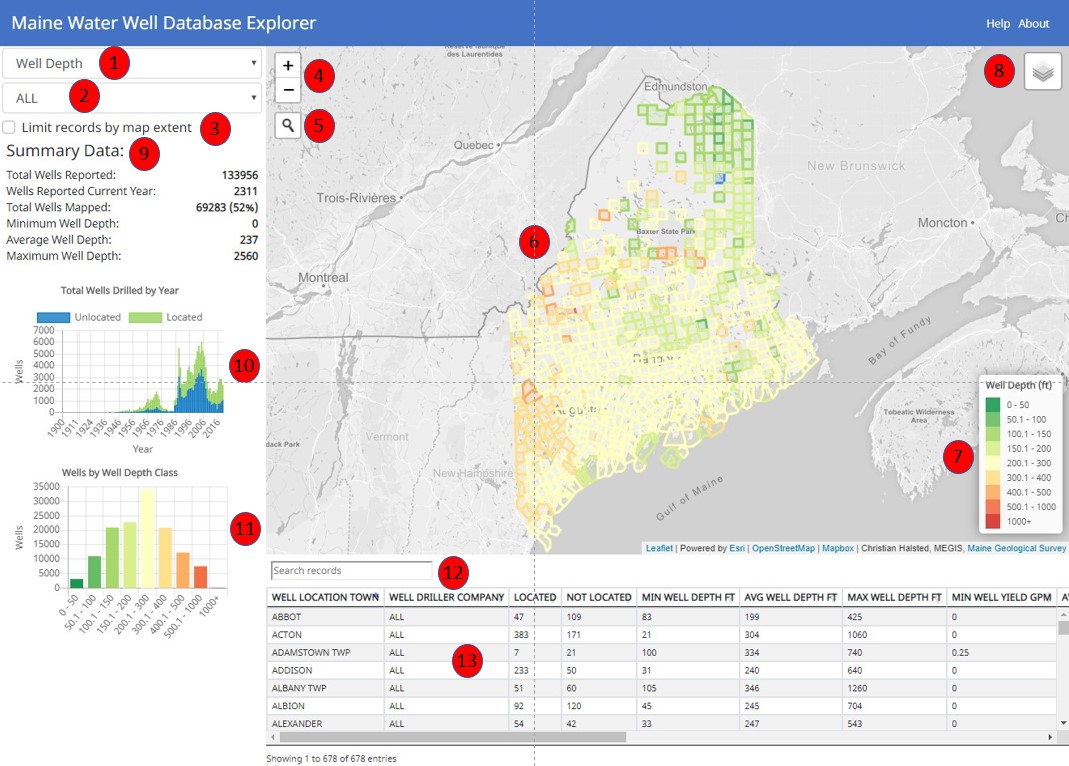 Maine Water Well Database Explorer
Help About
Well Depth 1
ALL 2
Limit records by map extent 3
Summary Data: 9
Total Wells Reported: 133956
Wells Reported Current Year: 2311
Total Wells Mapped: 69283 (52%)
Minimum Well Depth: 0
Average Well Depth: 237
Maximum Well Depth: 2560
Total Wells Drilled by Year
Unlocated Located
7000
6000
5000
4000
3000
2000
1000
0
Wells
1900 1911 1924 1936 1946 1956 1966 1976 1986 1996 2006 2016
Year
10
Wells by Well Depth Class
35000
30000
25000
20000
15000
10000
5000
0
Wells
0 - 50 50.1 - 100 100.1 - 150 150.1 - 200 200.1 - 300 300.1 - 400 400.1 - 500 500.1 - 1000 1000+
11
+ 4
−
5
8
des Laurentides
Edmundston
Quebec
New Brunswick
Trois-Rivières
Moncton
Ch
6
Baxter State Park
Montreal
Bay of Fundy
Augusta
Tobeatic Wilderness
Area
Vermont
dack Park
New Hampshire
Gulf of Maine
7
Well Depth (ft)
0 - 50
50.1 - 100
100.1 - 150
150.1 - 200
200.1 - 300
300.1 - 400
400.1 - 500
500.1 - 1000
1000+
Leaflet | Powered by Esri | OpenStreetMap | Mapbox | Christian Halsted, MEGIS, Maine Geological Survey
Search records 12
WELL LOCATION TOWN WELL DRILLER COMPANY LOCATED NOT LOCATED MIN WELL DEPTH FT AVG WELL DEPTH FT MAX WELL DEPTH FT MIN WELL YIELD GPM
ABBOT ALL 47 109 83 199 425 0
ACTON ALL 383 171 21 304 1060 0
ADAMSTOWN TWP ALL 7 21 100 334 740 0.25
13
ADDISON ALL 233 50 31 240 640 0
ALBANY TWP ALL 51 60 105 346 1260 0
ALBION ALL 92 120 45 245 704 0
ALEXANDER ALL 54 42 33 247 543 0
Showing 1 to 678 of 678 entries